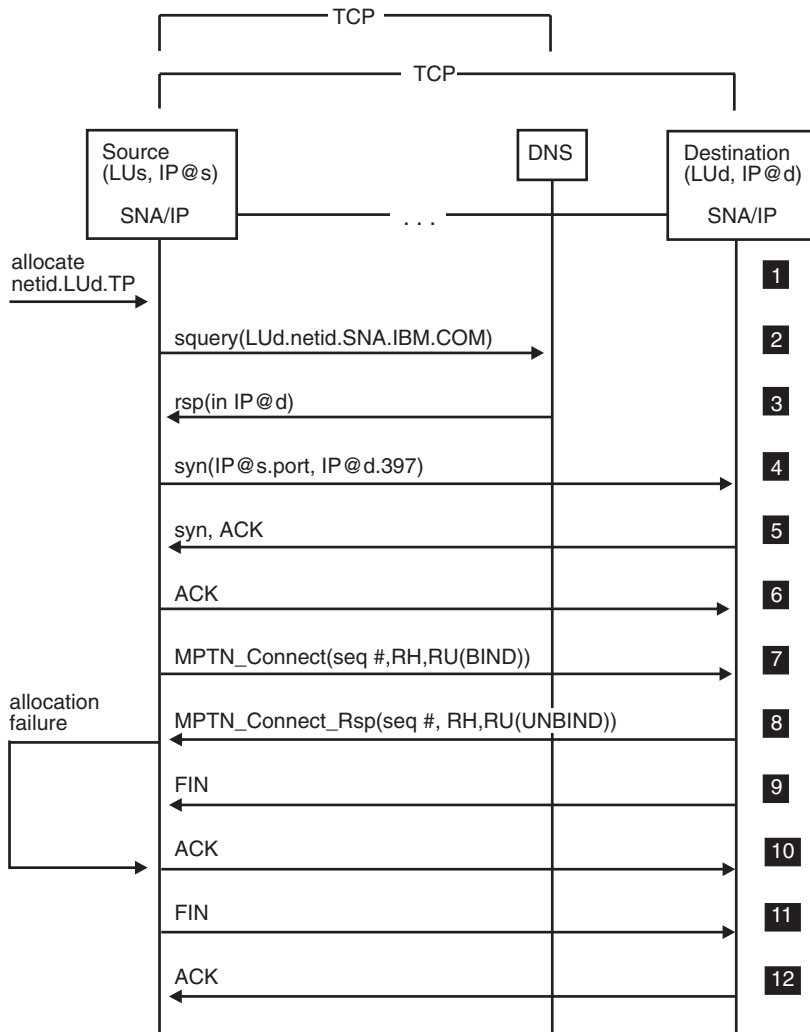 TCP
TCP
Source
(LUs, IP@s)
SNA/IP
DNS
Destination
(LUd, IP@d)
SNA/IP
. . .
allocate
netid.LUd.TP
1
squery(LUd.netid.SNA.IBM.COM)
2
rsp(in IP@d)
3
syn(IP@s.port, IP@d.397)
4
syn, ACK
5
ACK
6
MPTN_Connect(seq #,RH,RU(BIND))
7
allocation
failure
MPTN_Connect_Rsp(seq #, RH,RU(UNBIND))
8
FIN
9
ACK
10
FIN
11
ACK
12